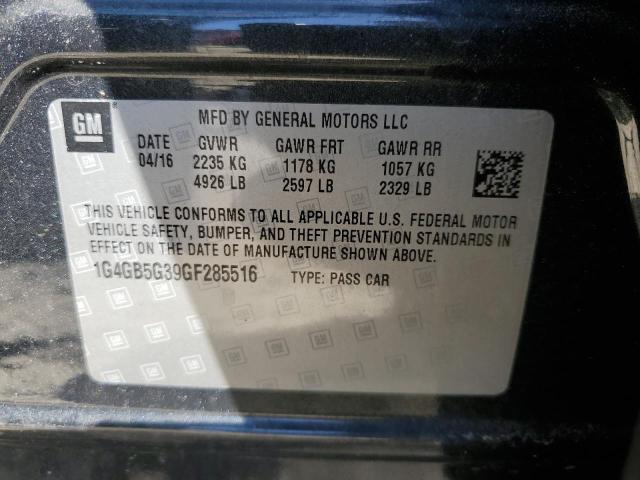 GM
MFD BY GENERAL MOTORS LLC
DATE GVWR GAWR FRT GAWR RR
04/16 2235 KG 1178 KG 1057 KG
4926 LB 2597 LB 2329 LB
THIS VEHICLE CONFORMS TO ALL APPLICABLE U.S. FEDERAL MOTOR
VEHICLE SAFETY, BUMPER, AND THEFT PREVENTION STANDARDS IN
EFFECT ON THE DATE OF MANUFACTURE SHOWN ABOVE.
1G4GB5G39GF285516 TYPE: PASS CAR